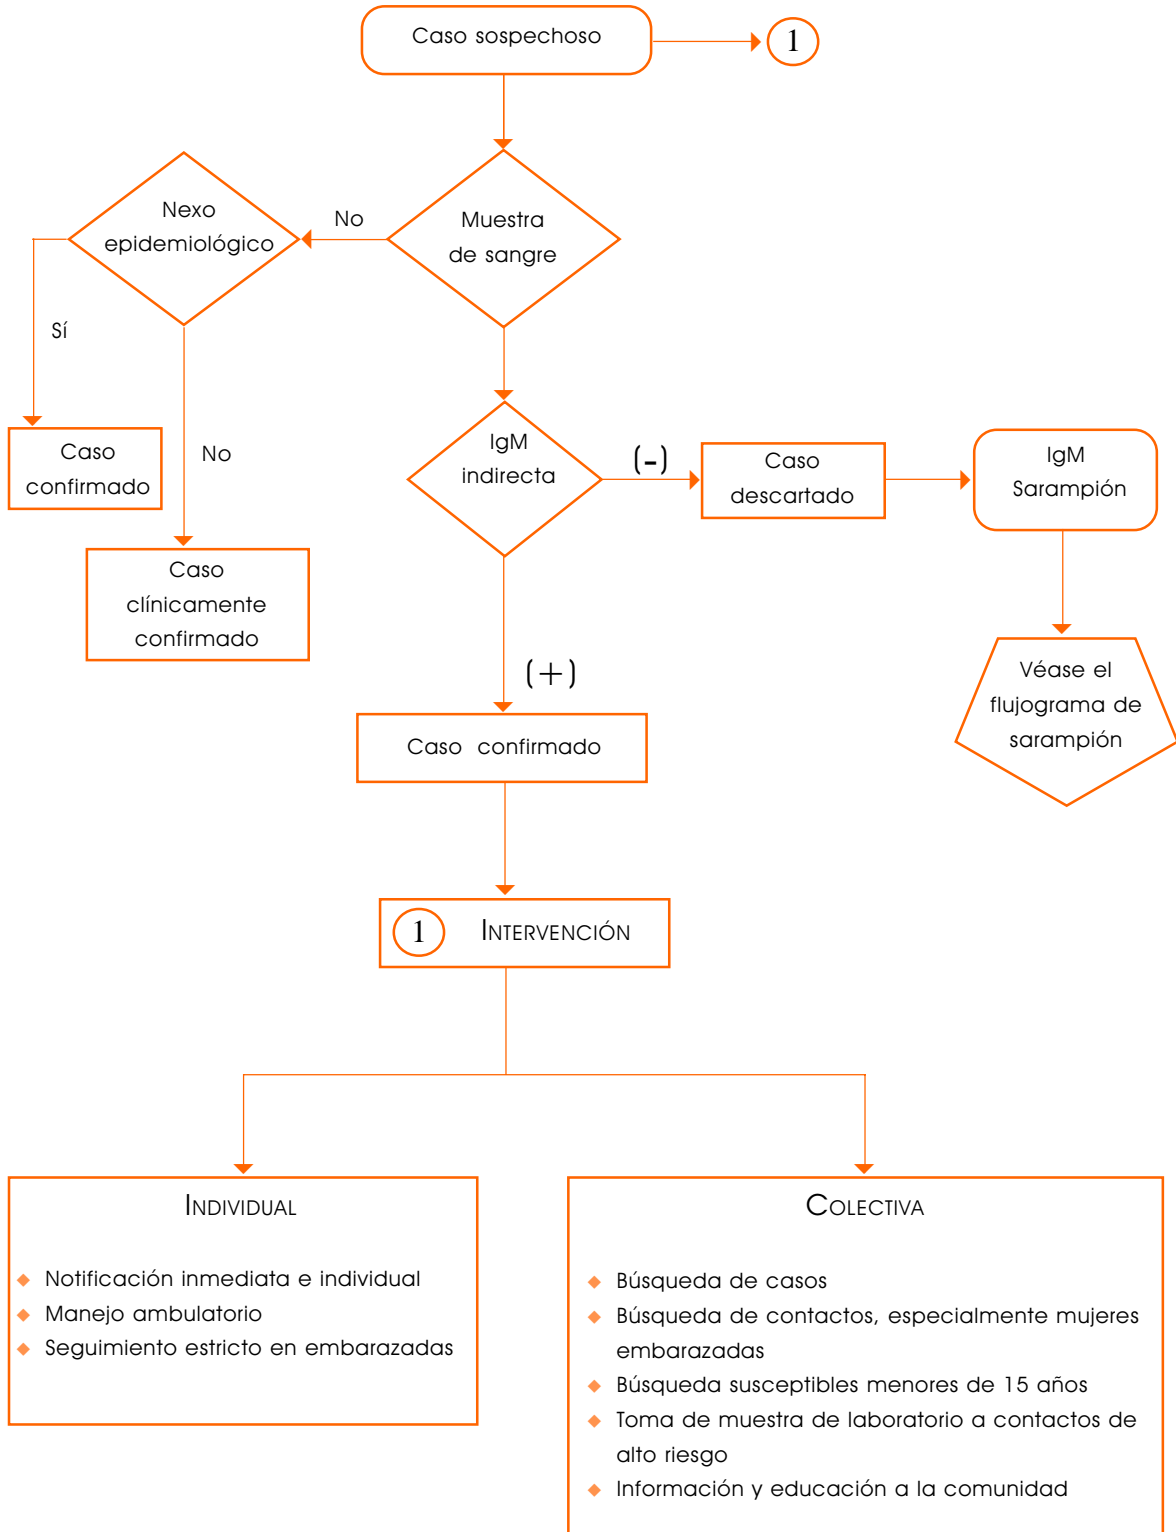 Caso sospechoso
1
Nexo
epidemiológico
No
Muestra
de sangre
Sí
Caso
confirmado
No
IgM
indirecta
(-)
Caso
descartado
IgM
Sarampión
Caso
clínicamente
confirmado
(+)
Véase el
flujograma de
sarampión
Caso confirmado
1 INTERVENCIÓN
INDIVIDUAL
◆ Notificación inmediata e individual
◆ Manejo ambulatorio
◆ Seguimiento estricto en embarazadas
COLECTIVA
◆ Búsqueda de casos
◆ Búsqueda de contactos, especialmente mujeres
embarazadas
◆ Búsqueda susceptibles menores de 15 años
◆ Toma de muestra de laboratorio a contactos de
alto riesgo
◆ Información y educación a la comunidad